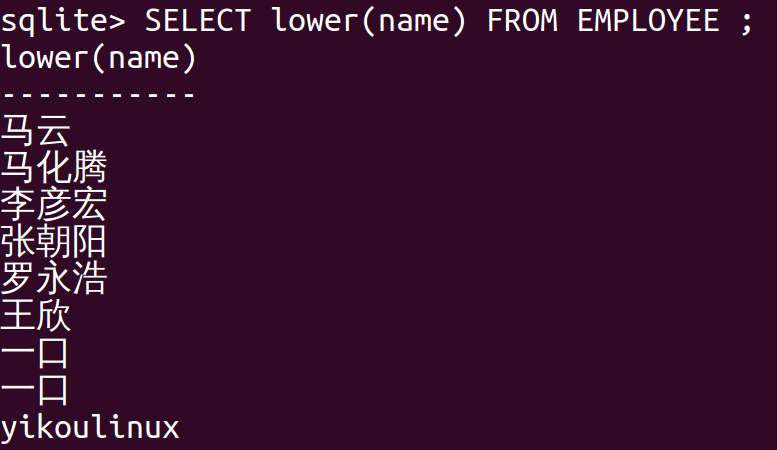 sqlite> SELECT lower(name) FROM EMPLOYEE ;
lower(name)
-----------
马云
马化腾
李彦宏
张朝阳
罗永浩
王欣
一口
一口
yikoulinux